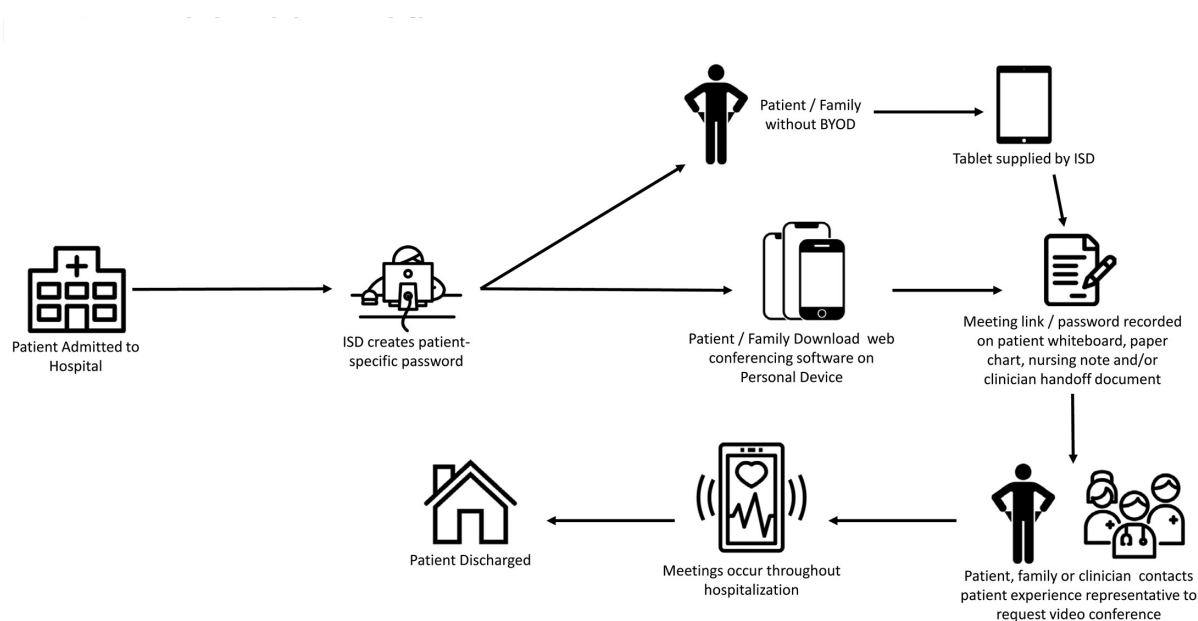 Patient / Family
without BYOD
Tablet supplied by ISD
Patient Admitted to
Hospital
ISD creates patient-
specific password
Patient / Family Download web
conferencing software on
Personal Device
Meeting link / password recorded
on patient whiteboard, paper
chart, nursing note and/or
clinician handoff document
Patient Discharged
Meetings occur throughout
hospitalization
Patient, family or clinician contacts
patient experience representative to
request video conference